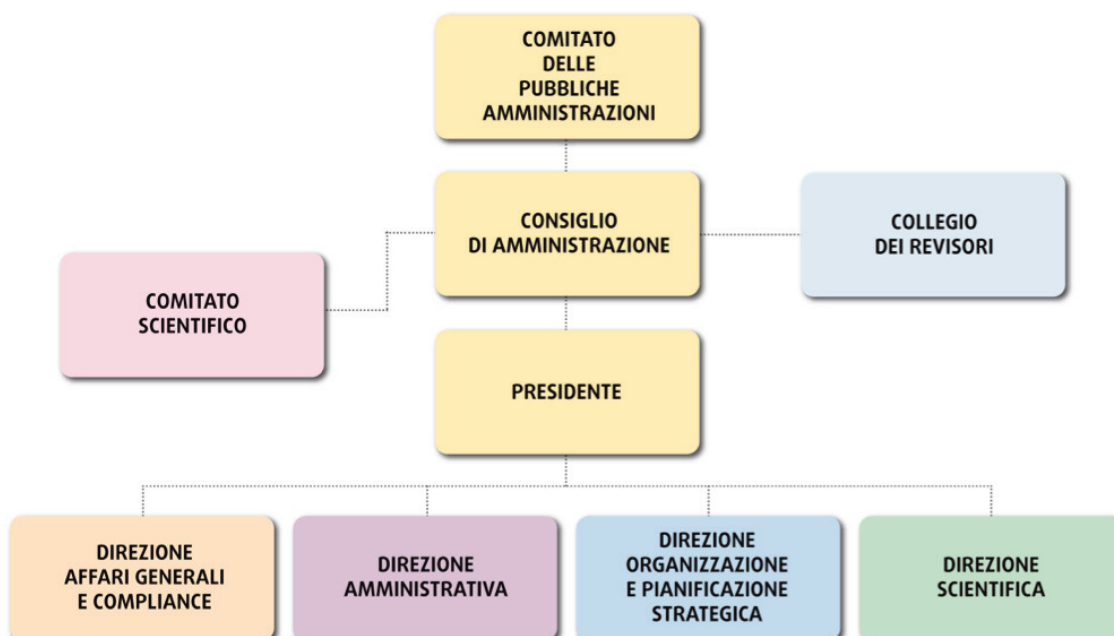 COMITATO
DELLE
PUBBLICHE
AMMINISTRAZIONI
CONSIGLIO
DI AMMINISTRAZIONE
COLLEGIO
DEI REVISORI
COMITATO
SCIENTIFICO
PRESIDENTE
DIREZIONE
AFFARI GENERALI
E COMPLIANCE
DIREZIONE
AMMINISTRATIVA
DIREZIONE
ORGANIZZAZIONE
E PIANIFICAZIONE
STRATEGICA
DIREZIONE
SCIENTIFICA